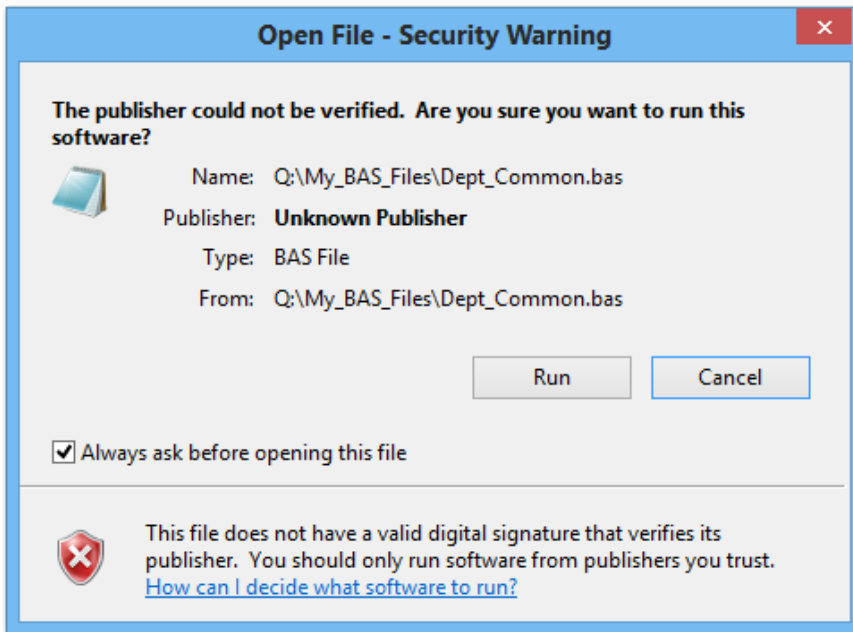 Open File - Security Warning
The publisher could not be verified.  Are you sure you want to run this
software?
Name: Q:\My_BAS_Files\Dept_Common.bas
Publisher: Unknown Publisher
Type: BAS File
From: Q:\My_BAS_Files\Dept_Common.bas
Run Cancel
Always ask before opening this file
This file does not have a valid digital signature that verifies its
publisher.  You should only run software from publishers you trust.
How can I decide what software to run?